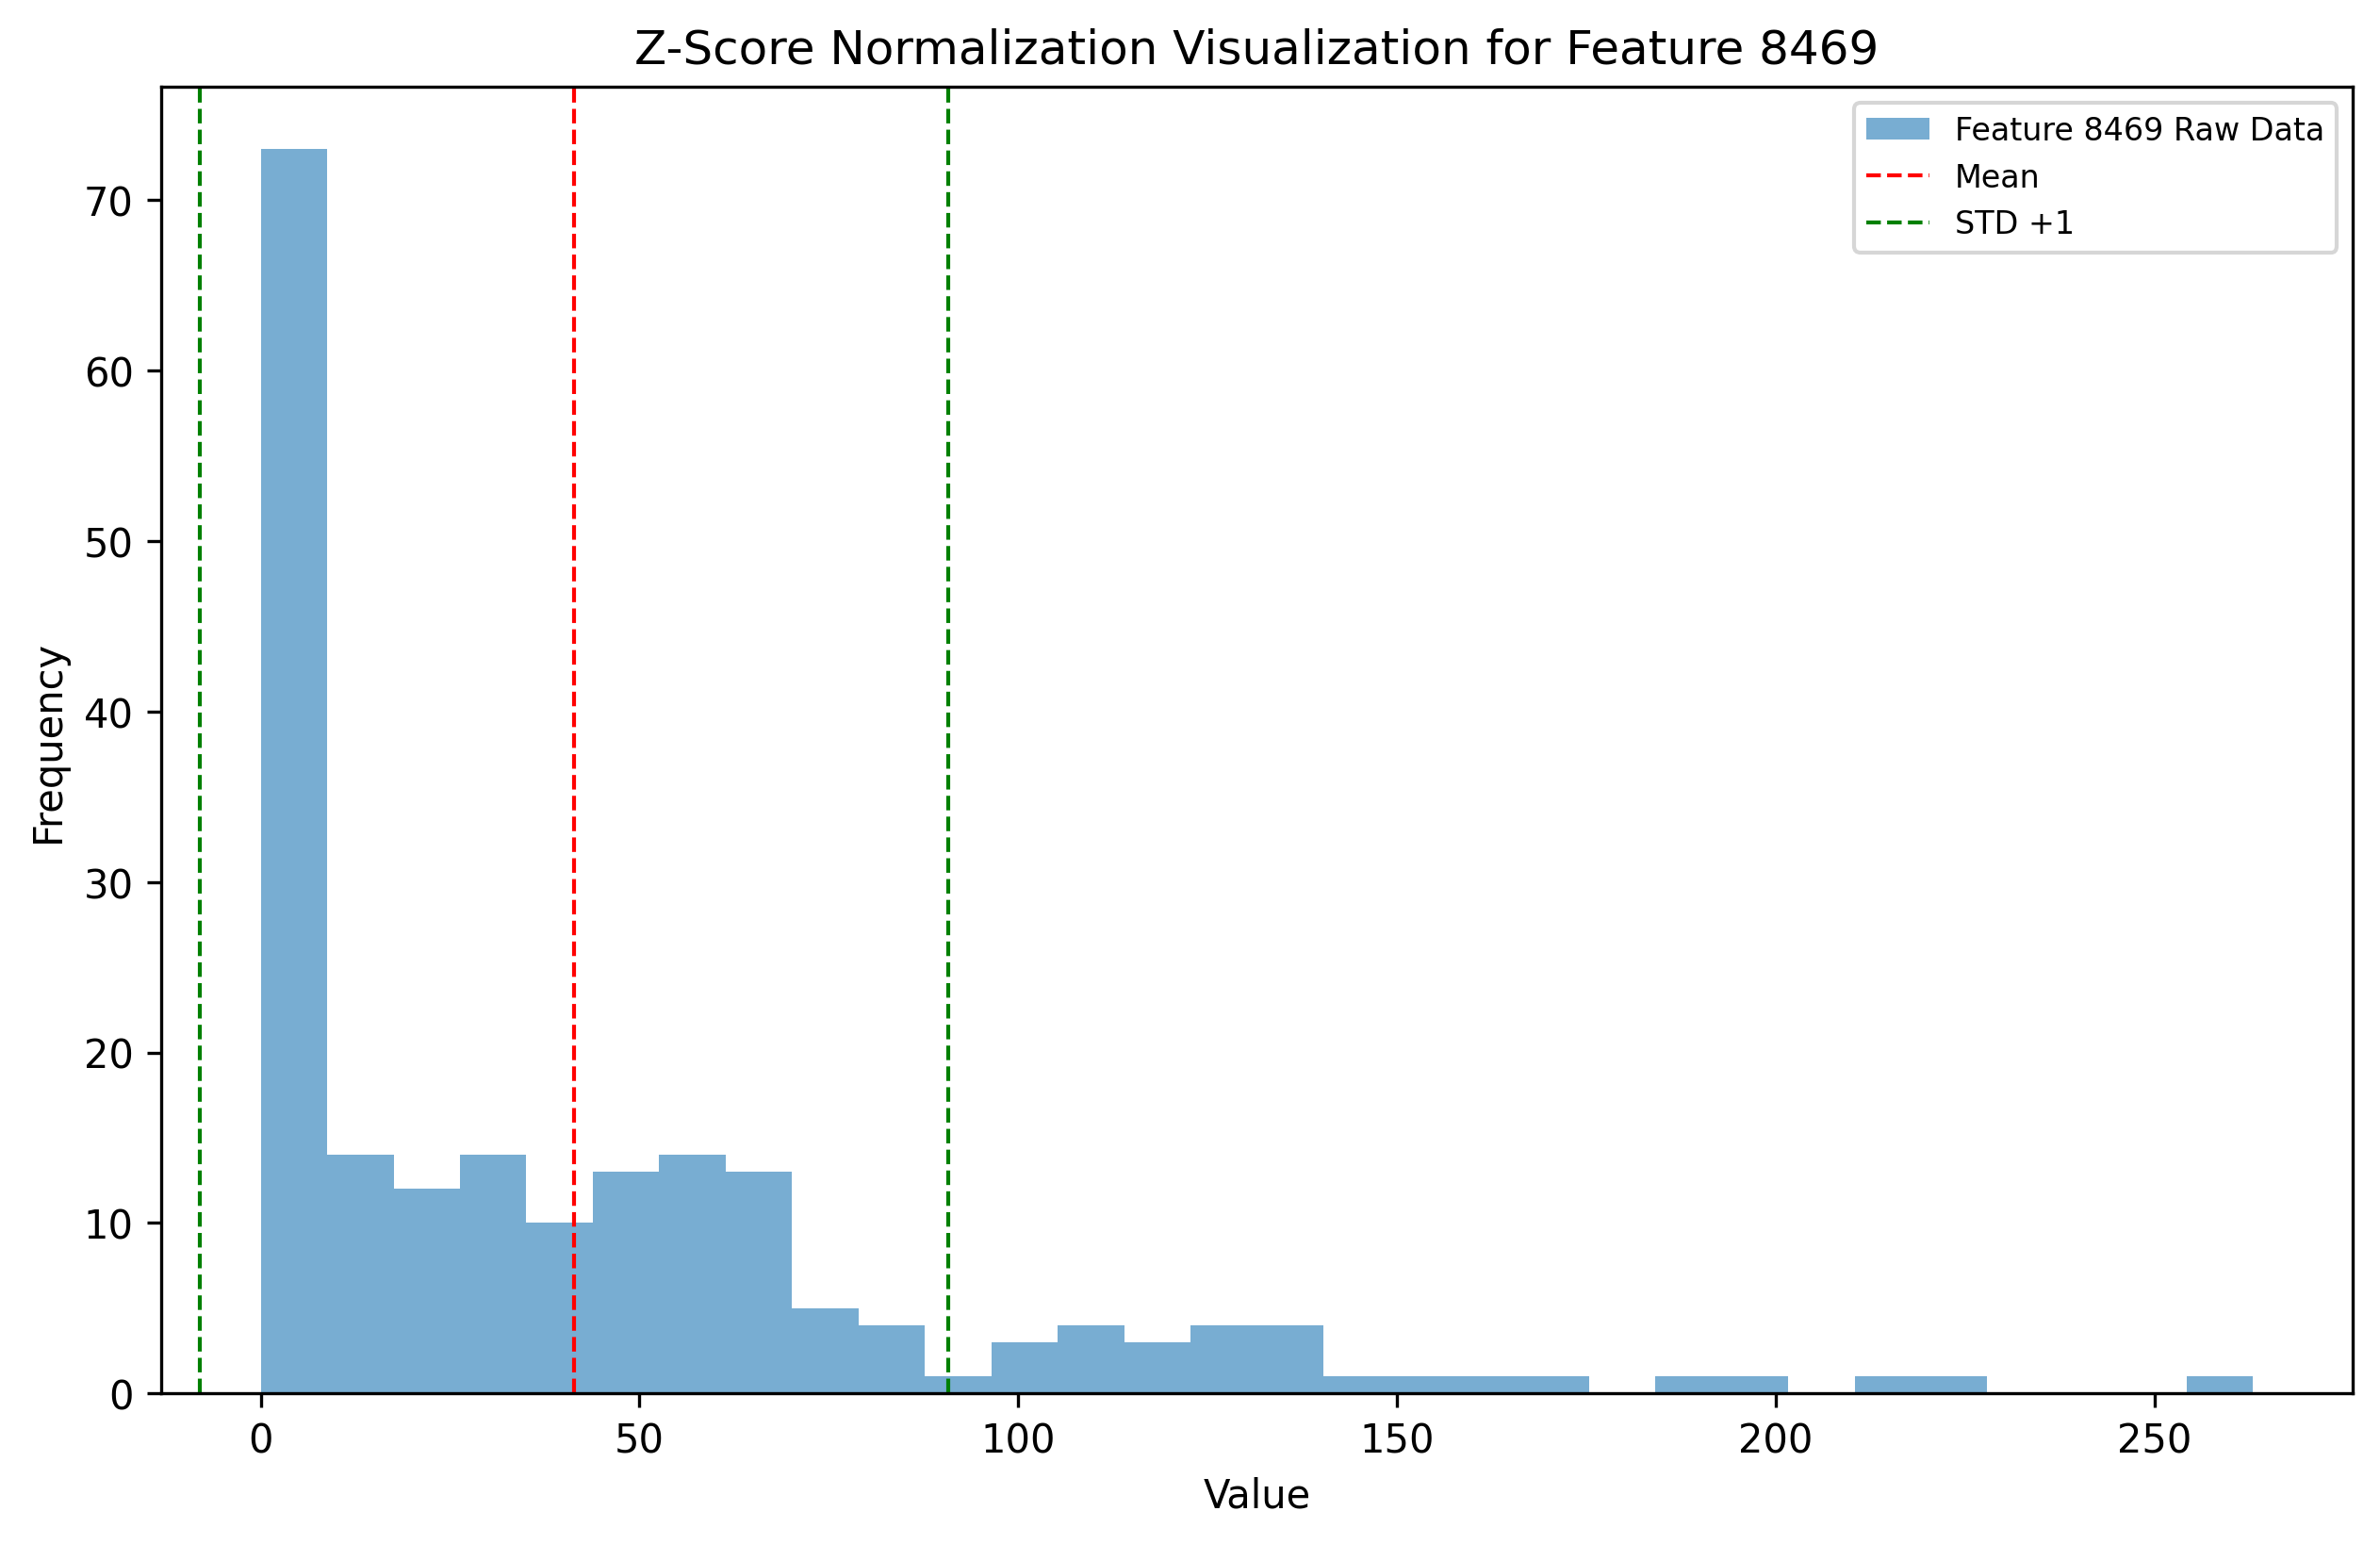 Z-Score Normalization Visualization for Feature 8469
Feature 8469 Raw Data
Mean
STD +1
70
60
50
40
30
20
10
0
Frequency
0 50 100 150 200 250
Value